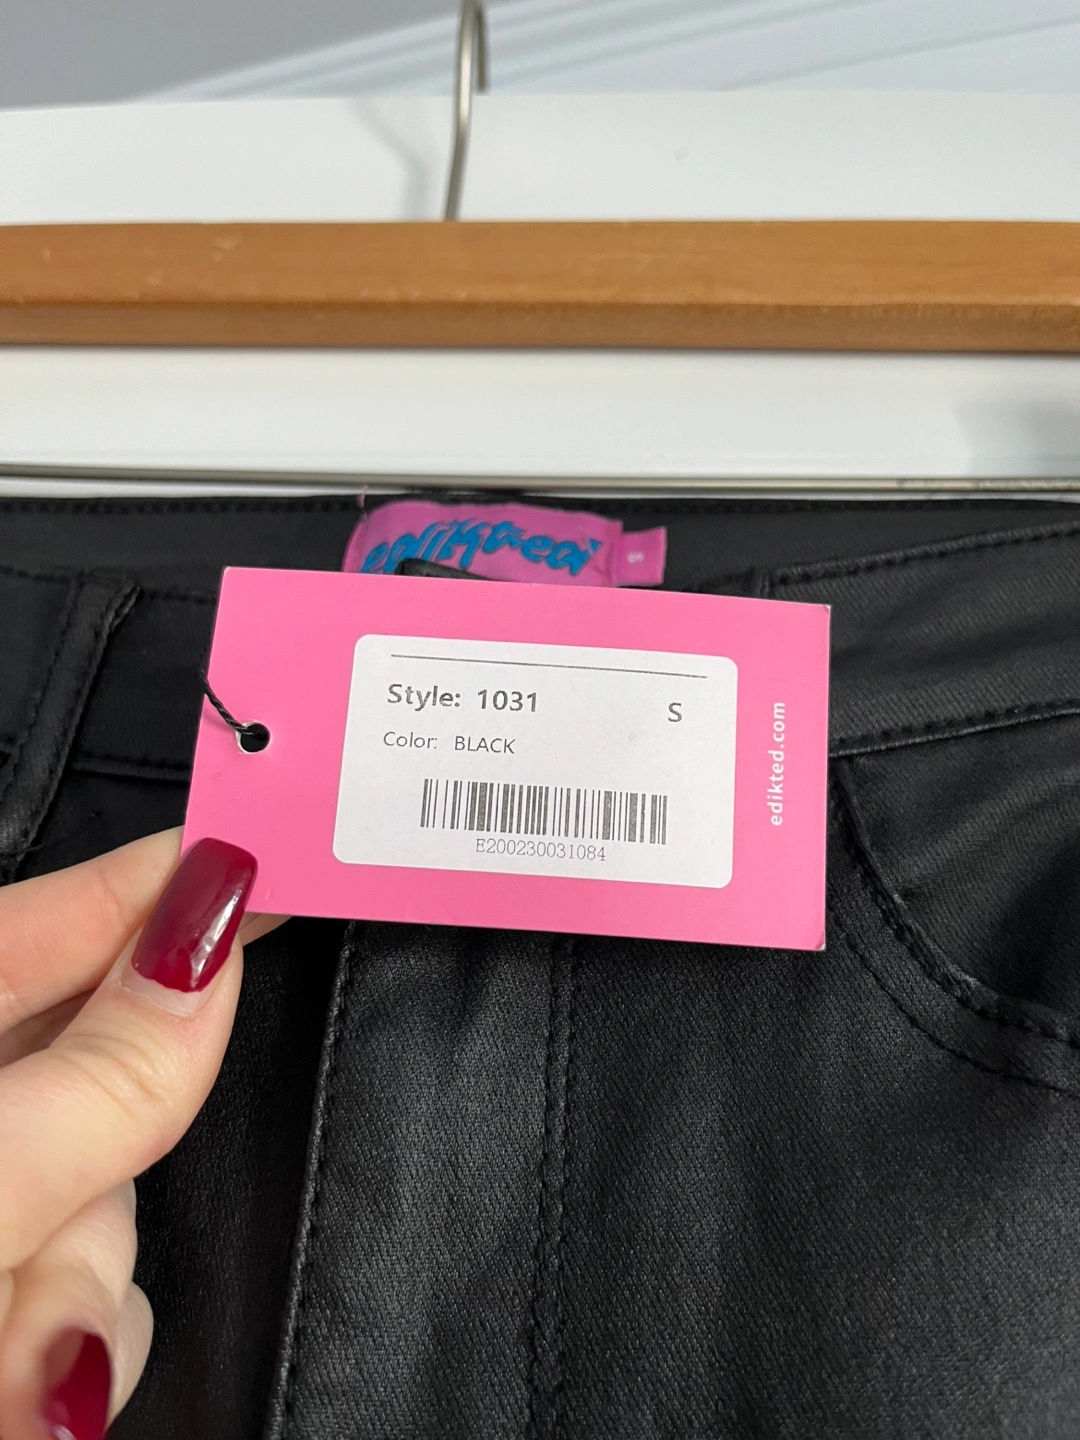 edikted
S
Style: 1031
S
Color: BLACK
E200230031084
edikted.com